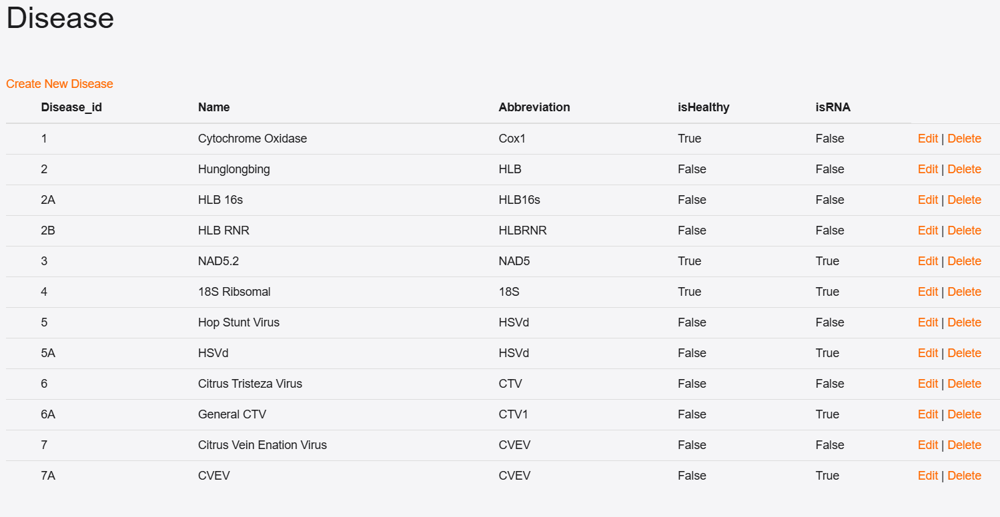 Disease
Create New Disease
Disease_id Name Abbreviation isHealthy isRNA
1 Cytochrome Oxidase Cox1 True False Edit | Delete
2 Hunglongbing HLB False False Edit | Delete
2A HLB 16s HLB16s False False Edit | Delete
2B HLB RNR HLBRNR False False Edit | Delete
3 NAD5.2 NAD5 True True Edit | Delete
4 18S Ribsomal 18S True True Edit | Delete
5 Hop Stunt Virus HSVd False False Edit | Delete
5A HSVd HSVd False True Edit | Delete
6 Citrus Tristeza Virus CTV False False Edit | Delete
6A General CTV CTV1 False True Edit | Delete
7 Citrus Vein Enation Virus CVEV False False Edit | Delete
7A CVEV CVEV False True Edit | Delete